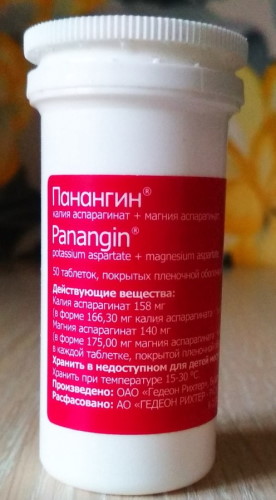 Панангин®
калия аспарагинат + магния аспарагинат
Panangin®
potassium aspartate + magnesium aspartate
50 таблеток, покрытых пленочной
Действующие вещества:
Калия аспарагинат 158 мг
(в форме 166,30 мг калия аспарагината
Магния аспарагинат 140 мг
(в форме 175,00 мг магния аспарагината
в каждой таблетке, покрытой пленочной
Хранить в недоступном для детей
Хранить при температуре 15-30 °С.
Произведено: ОАО «Гедеон Рихтер»,
Расфасовано: АО «ГЕДЕОН РИХТЕР -